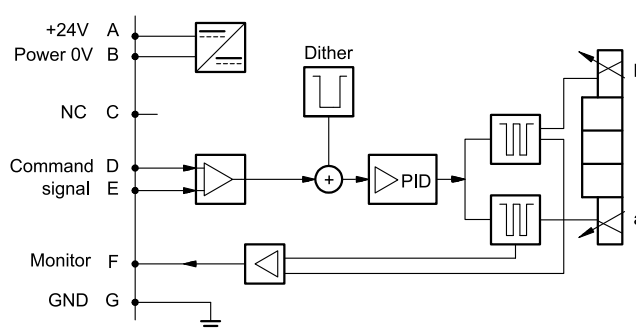 +24V A
Power 0V B
Dither
NC C
Command D
signal E
+
PID
a
Monitor F
GND G